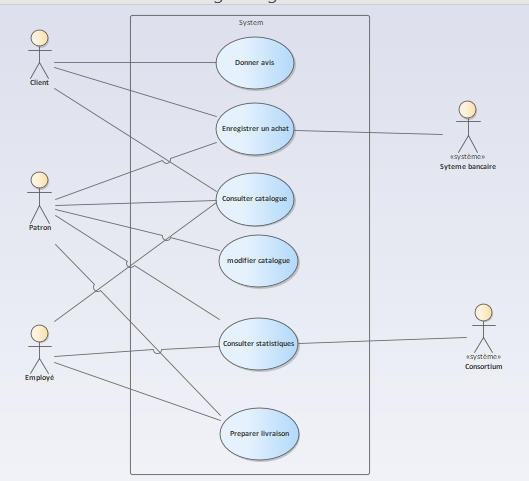 System
Client
Donner avis
Enregistrer un achat
«système»
Syteme bancaire
Patron
Consulter catalogue
modifier catalogue
Consulter statistiques
«système»
Consortium
Employé
Preparer livraison